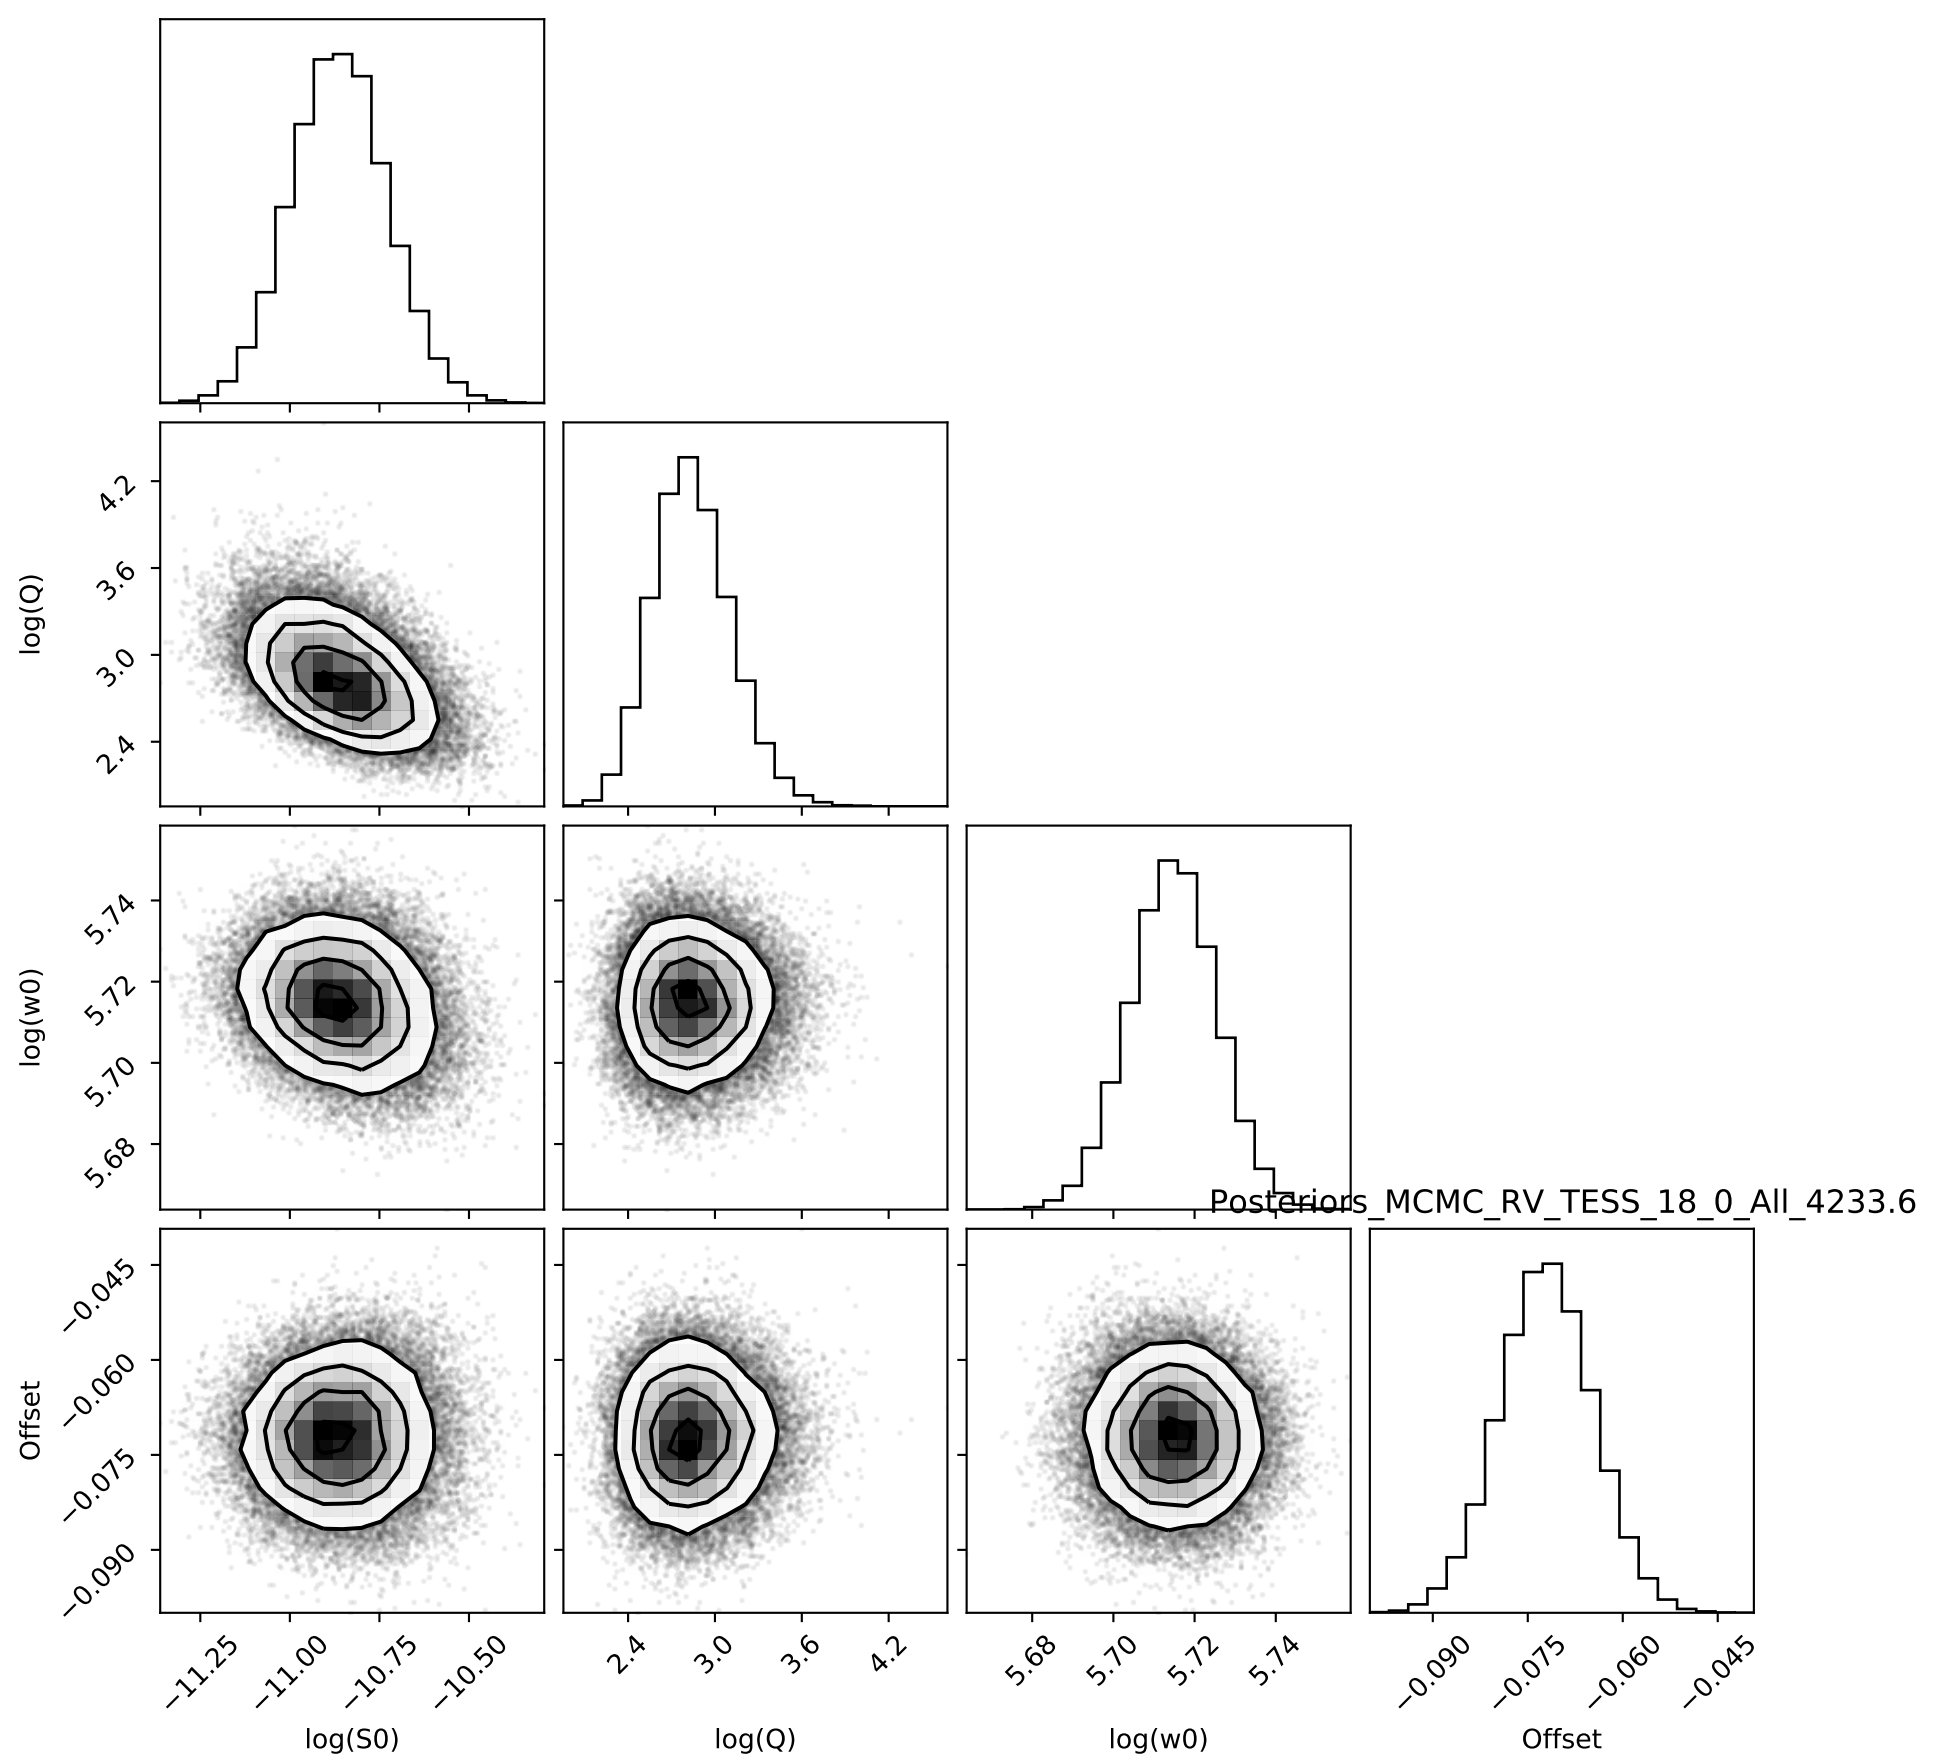 4.2
3.6
3.0
2.4
log(Q)
5.74
5.72
5.70
5.68
log(w0)
Posteriors_MCMC_RV_TESS_18_0_All_4233.6
−0.045
−0.060
−0.075
−0.090
Offset
−11.25 −11.00 −10.75 −10.50 2.4 3.0 3.6 4.2 5.68 5.70 5.72 5.74 −0.090 −0.075 −0.060 −0.045
log(S0) log(Q) log(w0) Offset